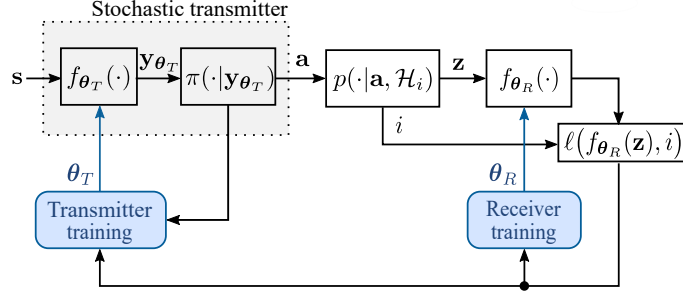 Stochastic transmitter
s
f_{θ_T}(·)
y_{θ_T}
π(·|y_{θ_T})
a
p(·|a, ℋ_i)
z
f_{θ_R}(·)
i
ℓ(f_{θ_R}(z), i)
θ_T
θ_R
Transmitter
training
Receiver
training